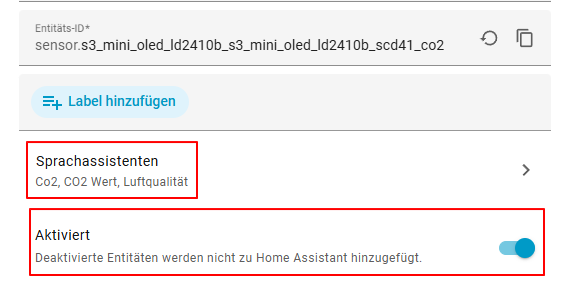 Entitäts-ID*
sensor.s3_mini_oled_ld2410b_s3_mini_oled_ld2410b_scd41_co2
Label hinzufügen
Sprachassistenten
Co2, CO2 Wert, Luftqualität
Aktiviert
Deaktivierte Entitäten werden nicht zu Home Assistant hinzugefügt.